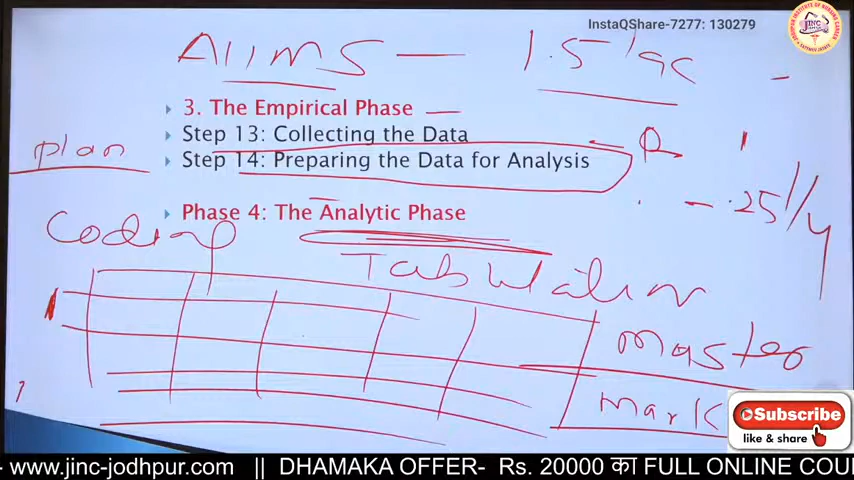 InstaQShare-7277: 130279
AIIMS — 1.5 lac
3. The Empirical Phase
Step 13: Collecting the Data
Step 14: Preparing the Data for Analysis
plan
Phase 4: The Analytic Phase
Coding
Tabulation
Master
Mark
Subscribe
like & share
- www.jinc-jodhpur.com || DHAMAKA OFFER- Rs. 20000 का FULL ONLINE COU